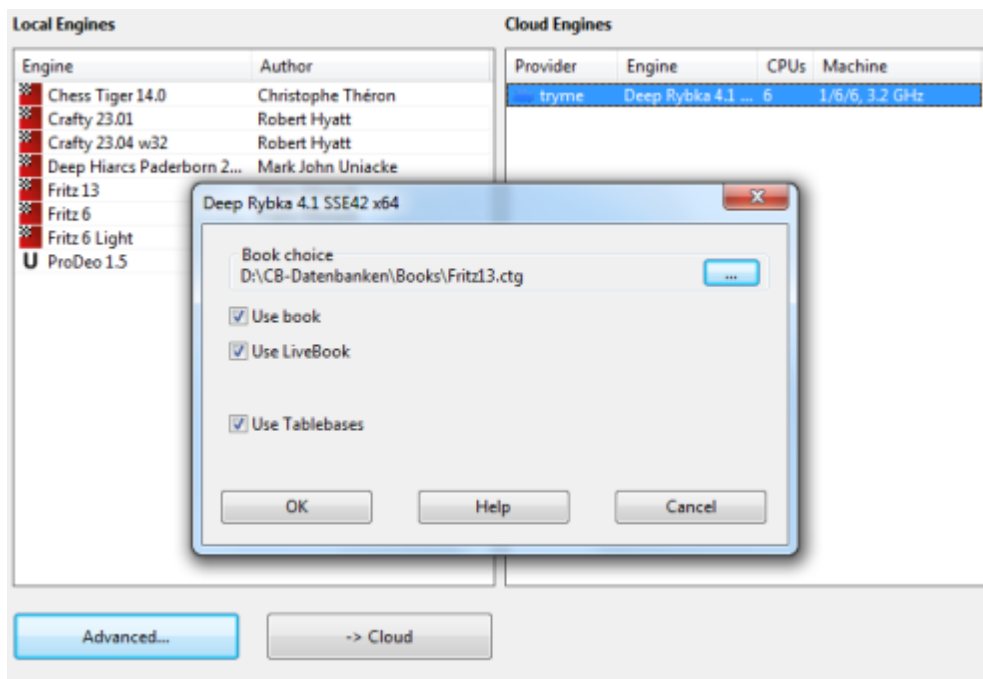 Local Engines
Engine Author
Chess Tiger 14.0 Christophe Théron
Crafty 23.01 Robert Hyatt
Crafty 23.04 w32 Robert Hyatt
Deep Hiarcs Paderborn 2... Mark John Uniacke
Fritz 13
Fritz 6
Fritz 6 Light
U ProDeo 1.5
Cloud Engines
Provider Engine CPUs Machine
tryme Deep Rybka 4.1 ... 6 1/6/6, 3.2 GHz
Deep Rybka 4.1 SSE42 x64
Book choice
D:\CB-Datenbanken\Books\Fritz13.ctg
...
Use book
Use LiveBook
Use Tablebases
OK Help Cancel
Advanced... -> Cloud